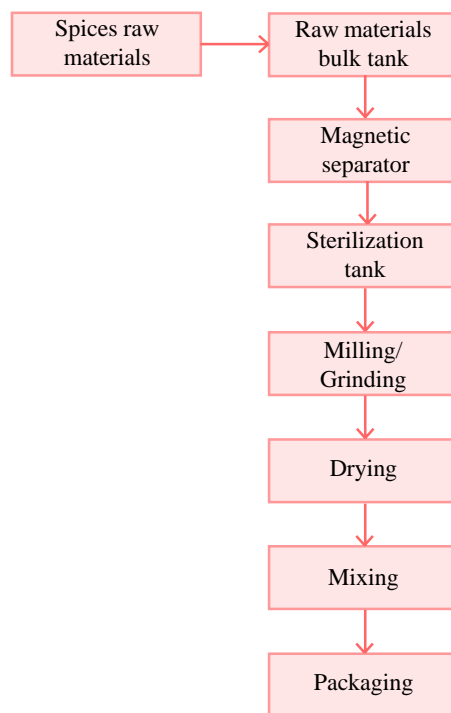 Spices raw
materials
Raw materials
bulk tank
Magnetic
separator
Sterilization
tank
Milling/
Grinding
Drying
Mixing
Packaging